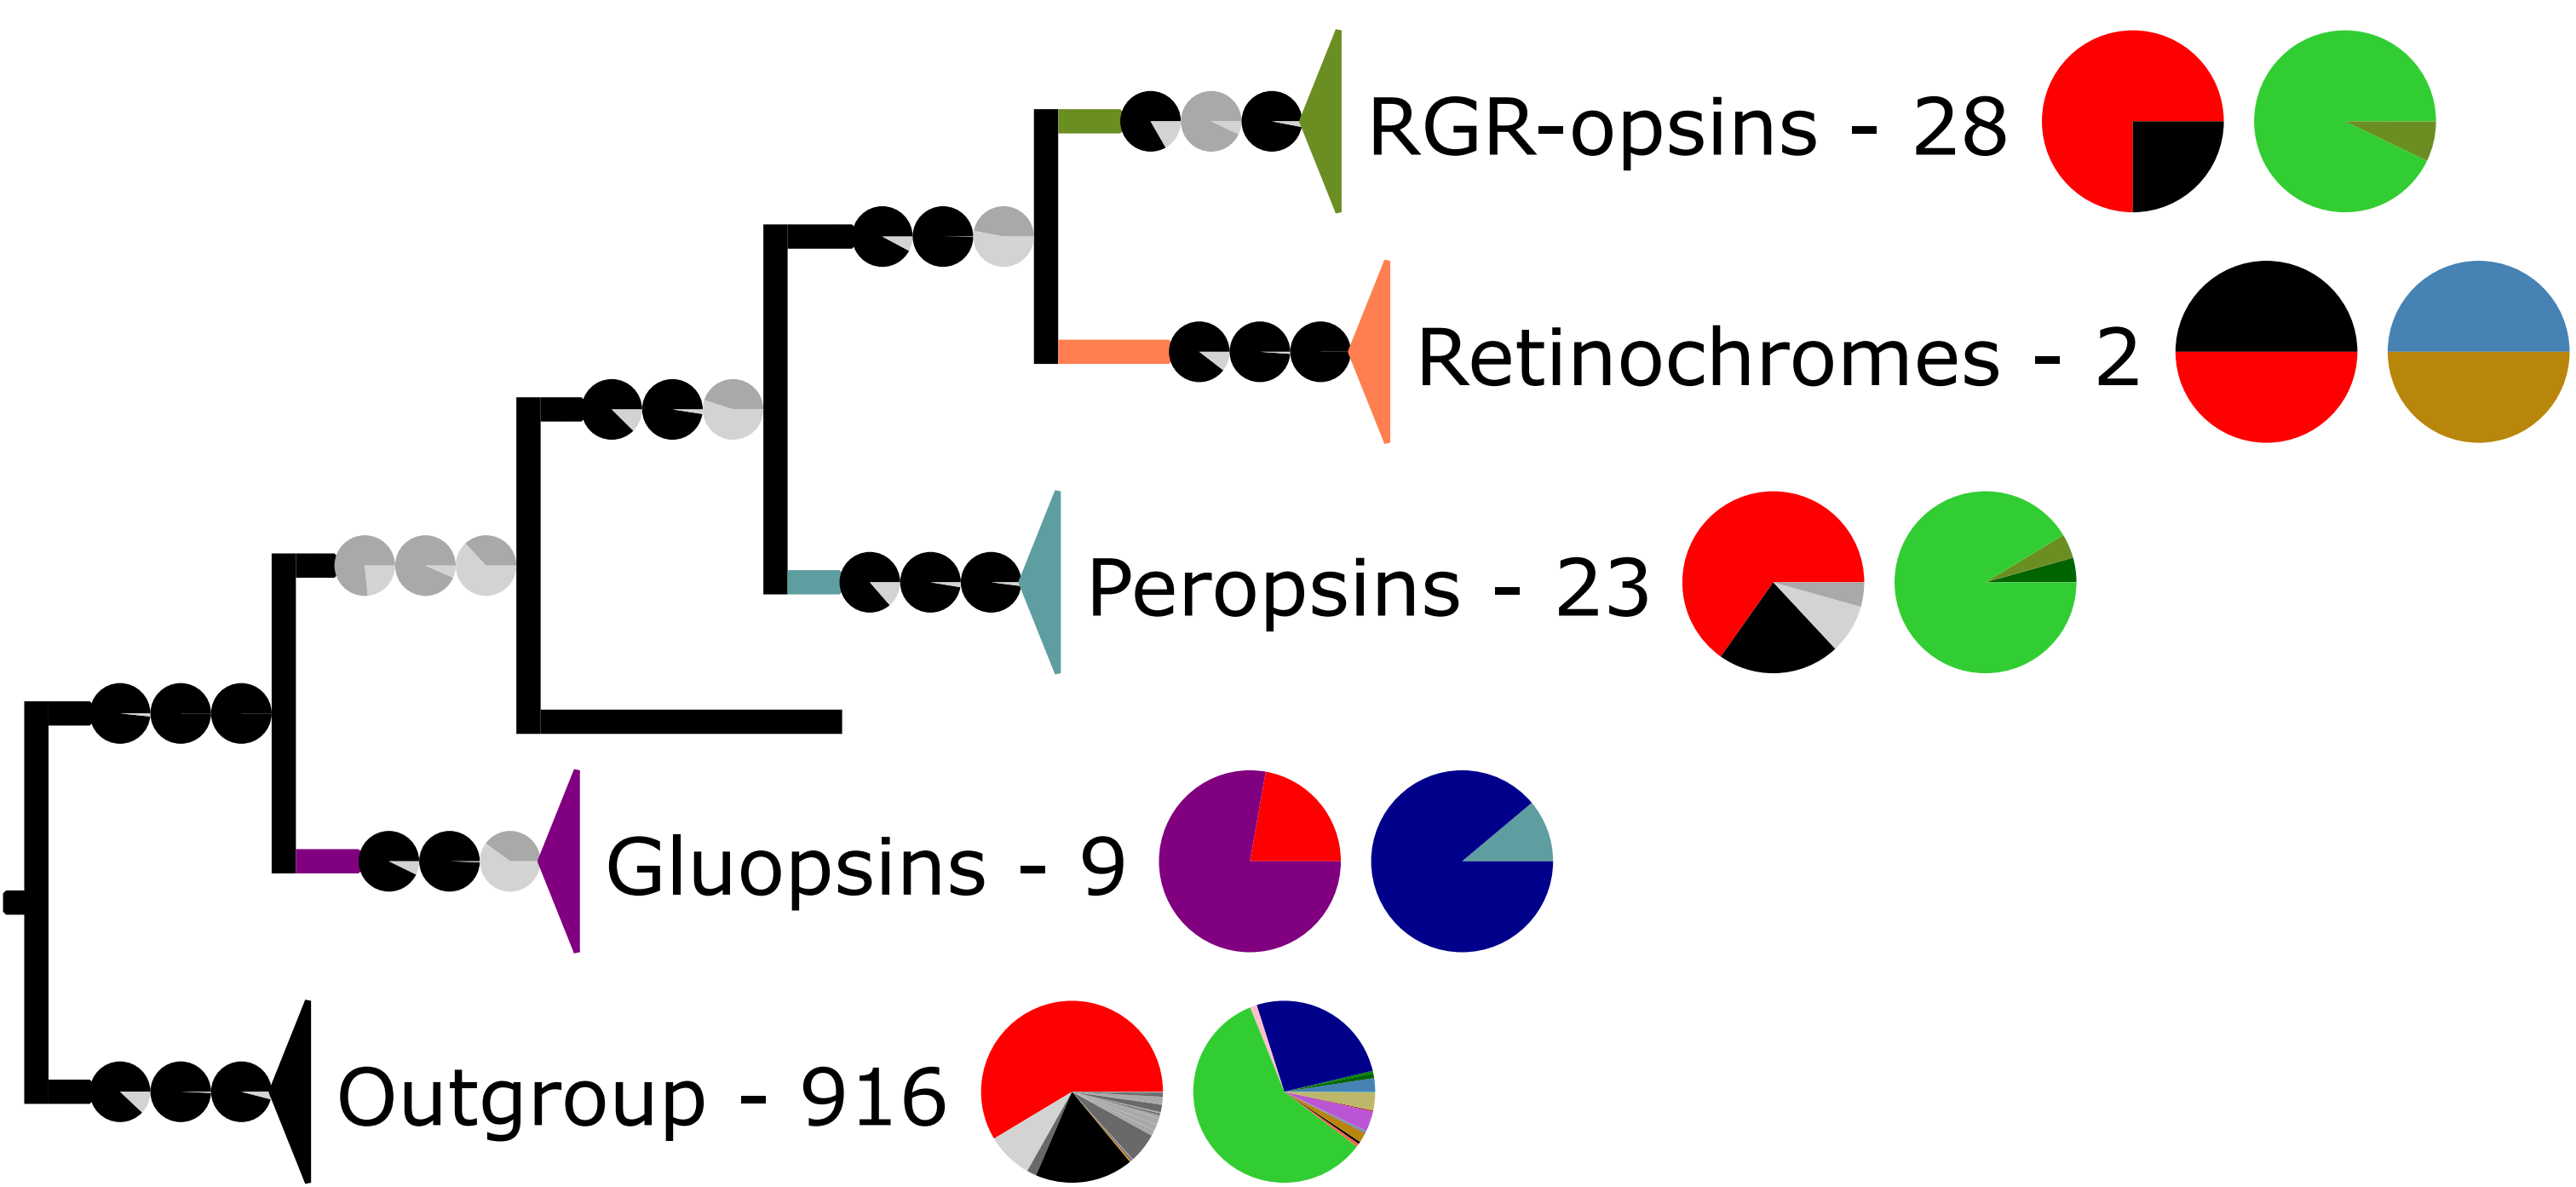 RGR-opsins - 28
Retinochromes - 2
Peropsins - 23
Gluopsins - 9
Outgroup - 916